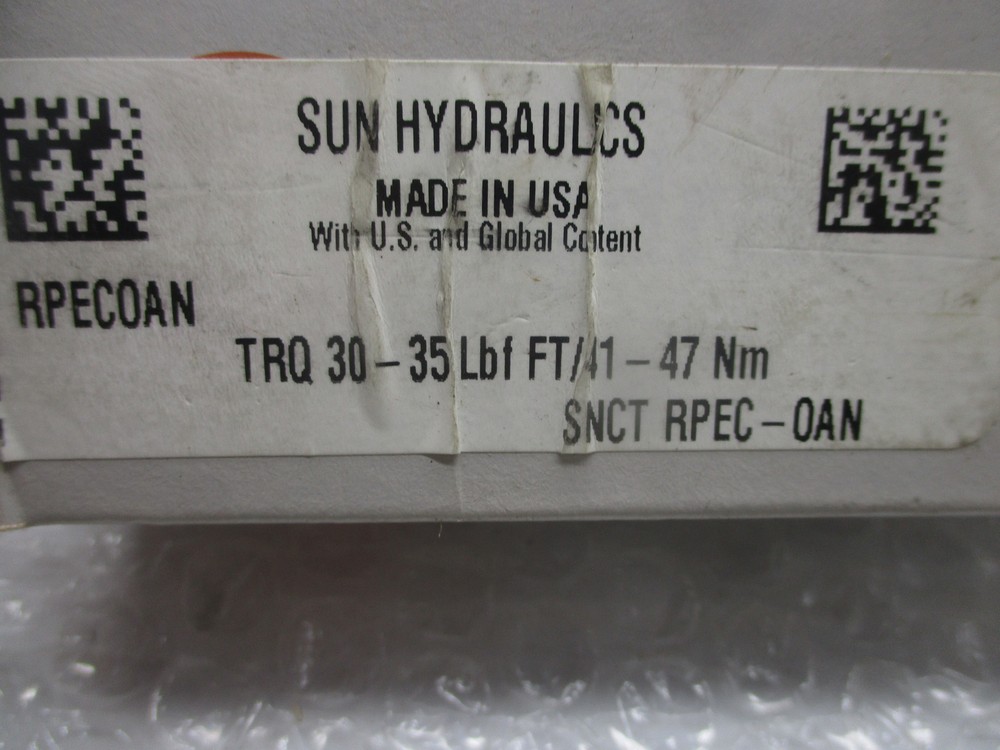 SUN HYDRAULICS
MADE IN USA
With U.S. and Global Content
RPECOAN
TRQ 30 - 35 Lbf FT/41 - 47 Nm
SNCT RPEC - OAN